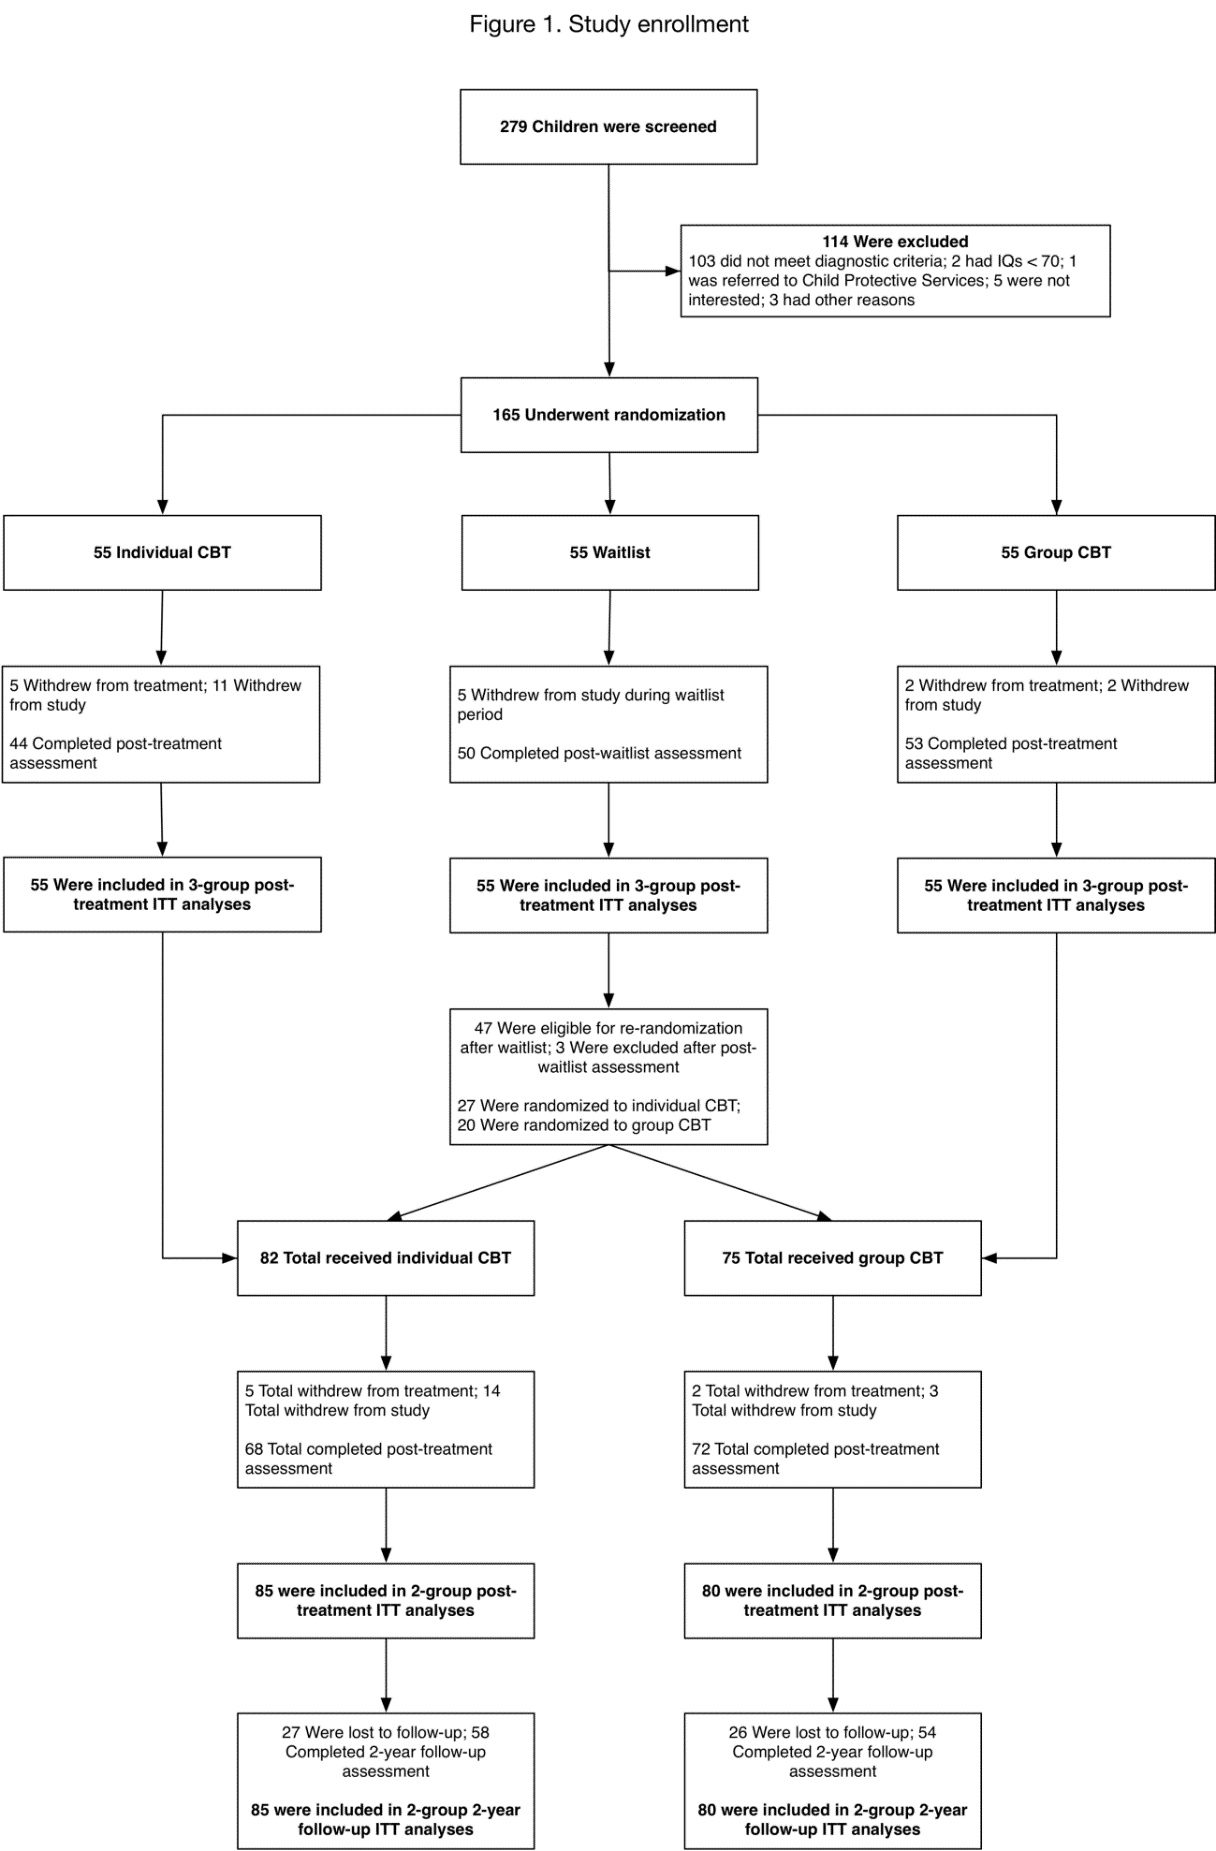 Figure 1. Study enrollment
279 Children were screened
114 Were excluded
103 did not meet diagnostic criteria; 2 had IQs < 70; 1
was referred to Child Protective Services; 5 were not
interested; 3 had other reasons
165 Underwent randomization
55 Individual CBT
55 Waitlist
55 Group CBT
5 Withdrew from treatment; 11 Withdrew
from study
44 Completed post-treatment
assessment
5 Withdrew from study during waitlist
period
50 Completed post-waitlist assessment
2 Withdrew from treatment; 2 Withdrew
from study
53 Completed post-treatment
assessment
55 Were included in 3-group post-
treatment ITT analyses
55 Were included in 3-group post-
treatment ITT analyses
55 Were included in 3-group post-
treatment ITT analyses
47 Were eligible for re-randomization
after waitlist; 3 Were excluded after post-
waitlist assessment
27 Were randomized to individual CBT;
20 Were randomized to group CBT
82 Total received individual CBT
75 Total received group CBT
5 Total withdrew from treatment; 14
Total withdrew from study
68 Total completed post-treatment
assessment
2 Total withdrew from treatment; 3
Total withdrew from study
72 Total completed post-treatment
assessment
85 were included in 2-group post-
treatment ITT analyses
80 were included in 2-group post-
treatment ITT analyses
27 Were lost to follow-up; 58
Completed 2-year follow-up
assessment
85 were included in 2-group 2-year
follow-up ITT analyses
26 Were lost to follow-up; 54
Completed 2-year follow-up
assessment
80 were included in 2-group 2-year
follow-up ITT analyses